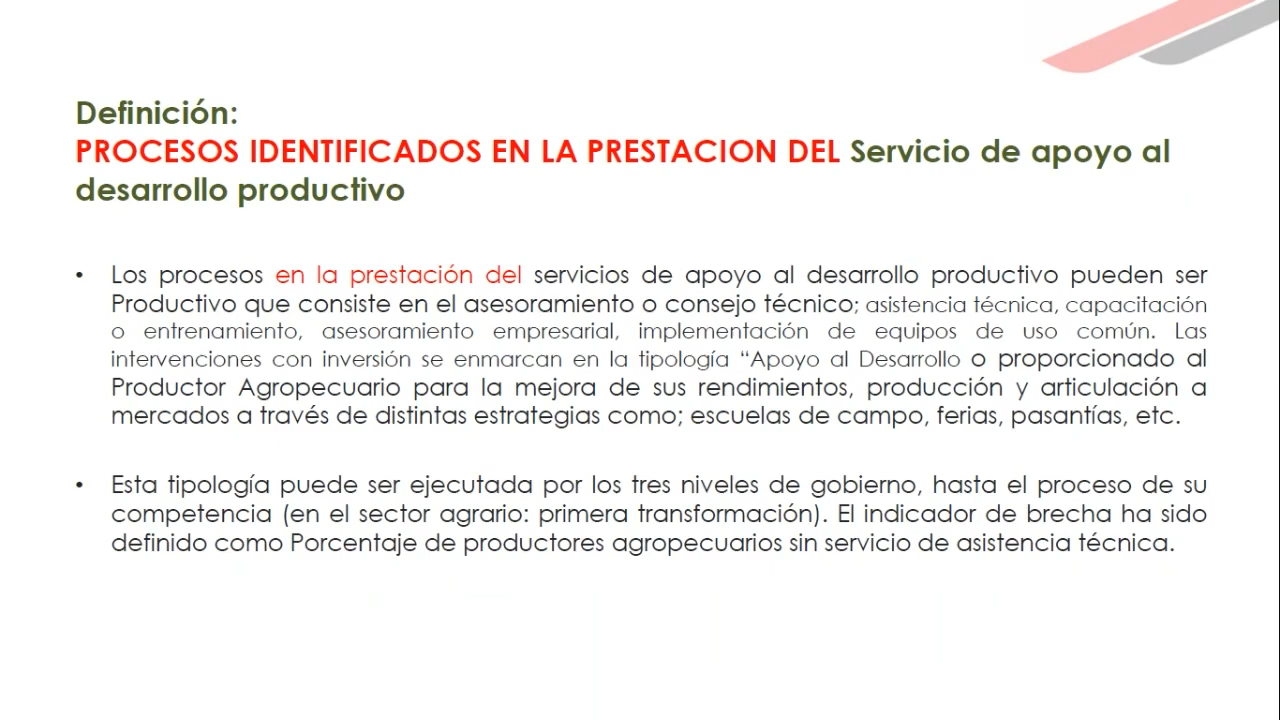 Definición:
PROCESOS IDENTIFICADOS EN LA PRESTACION DEL Servicio de apoyo al
desarrollo productivo
• Los procesos en la prestación del servicios de apoyo al desarrollo productivo pueden ser
Productivo que consiste en el asesoramiento o consejo técnico; asistencia técnica, capacitación
o entrenamiento, asesoramiento empresarial, implementación de equipos de uso común. Las
intervenciones con inversión se enmarcan en la tipología “Apoyo al Desarrollo o proporcionado al
Productor Agropecuario para la mejora de sus rendimientos, producción y articulación a
mercados a través de distintas estrategias como; escuelas de campo, ferias, pasantías, etc.
• Esta tipología puede ser ejecutada por los tres niveles de gobierno, hasta el proceso de su
competencia (en el sector agrario: primera transformación). El indicador de brecha ha sido
definido como Porcentaje de productores agropecuarios sin servicio de asistencia técnica.